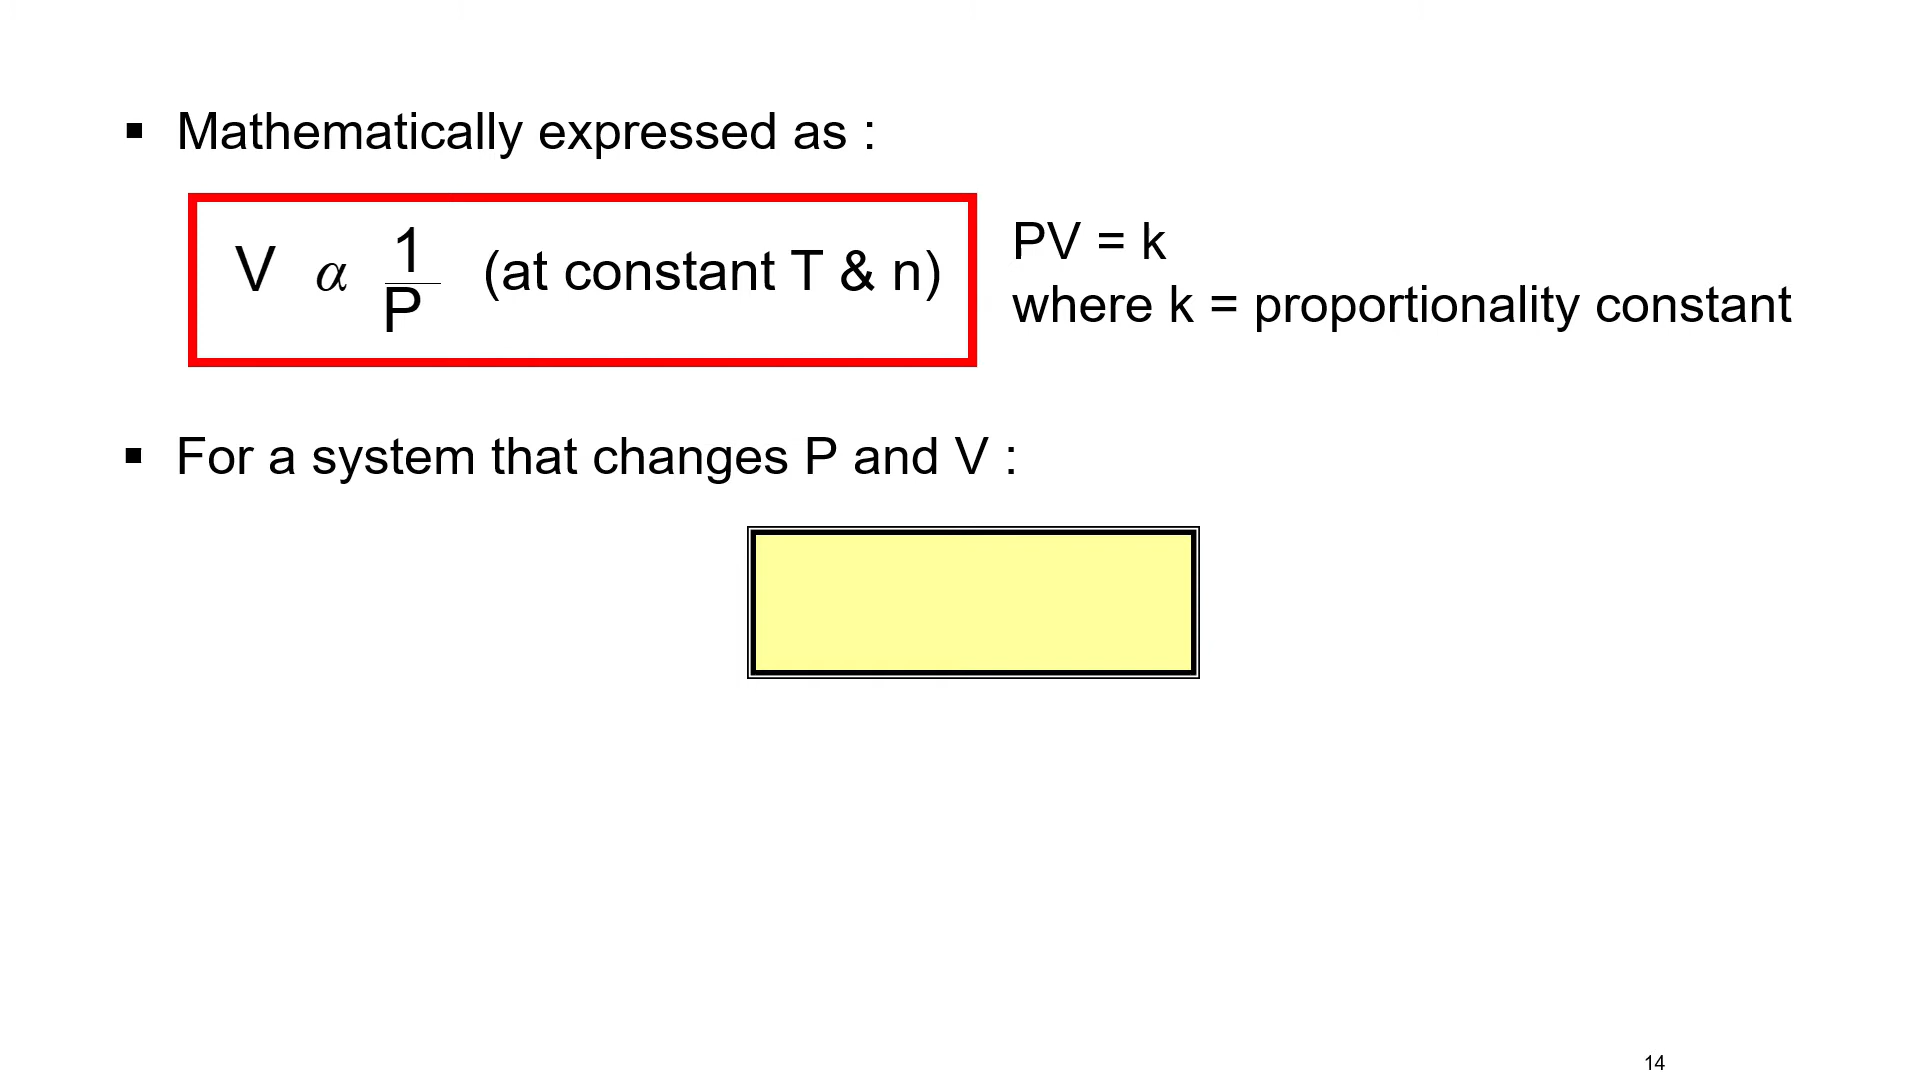 ▪ Mathematically expressed as :
V α 1/P (at constant T & n)
PV = k
where k = proportionality constant
▪ For a system that changes P and V :
14